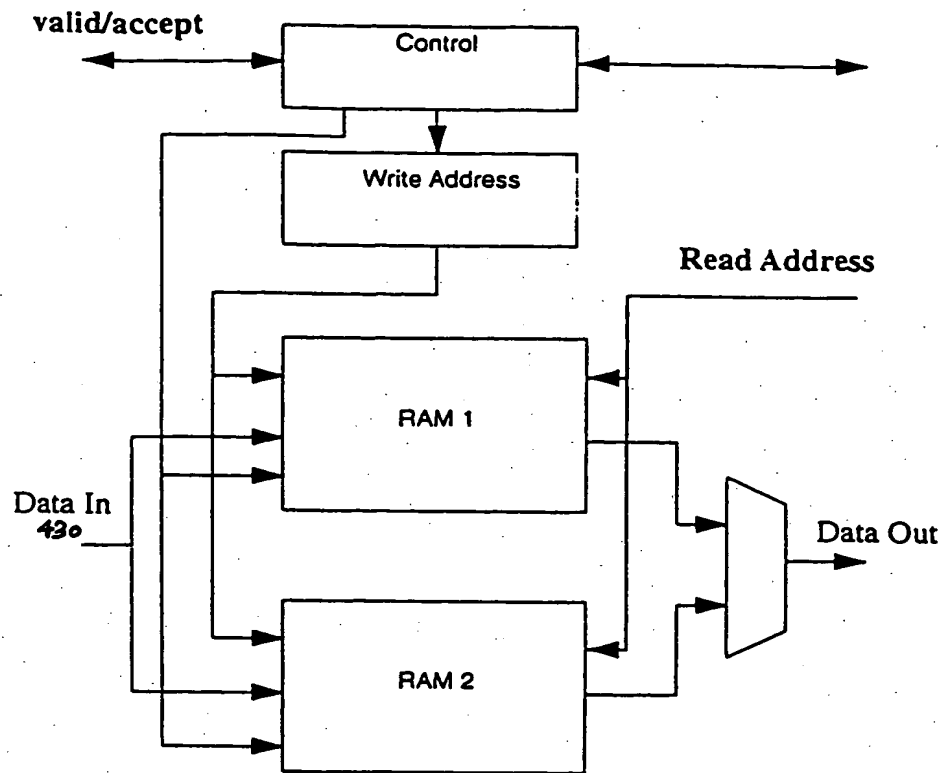 valid/accept
Control
Write Address
Read Address
RAM 1
Data In
430
Data Out
RAM 2